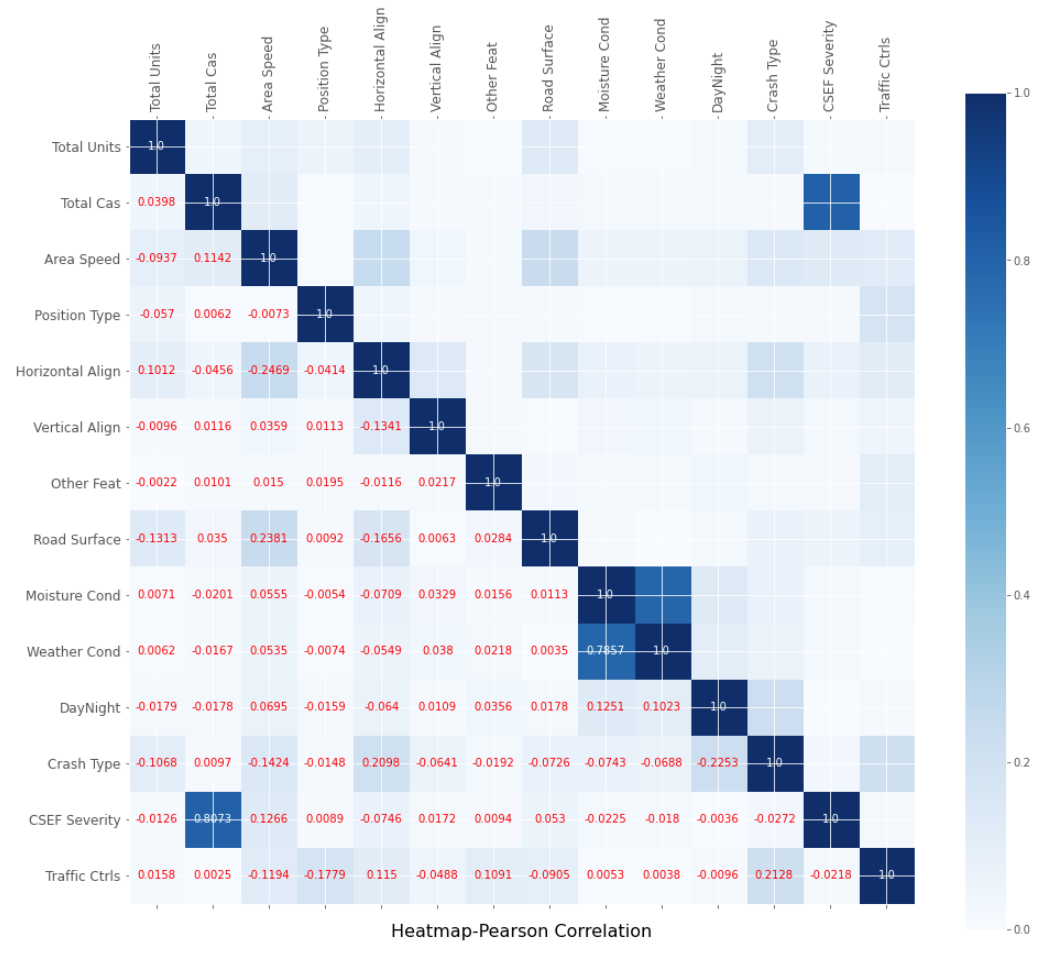 Total Units Total Cas Area Speed Position Type Horizontal Align Vertical Align Other Feat Road Surface Moisture Cond Weather Cond DayNight Crash Type CSEF Severity Traffic Ctrls
Total Units 1.0
Total Cas 0.0398 1.0
Area Speed -0.0937 0.1142 1.0
Position Type -0.057 0.0062 -0.0073 1.0
Horizontal Align 0.1012 -0.0456 -0.2469 -0.0414 1.0
Vertical Align -0.0096 0.0116 0.0359 0.0113 -0.1341 1.0
Other Feat -0.0022 0.0101 0.015 0.0195 -0.0116 0.0217 1.0
Road Surface -0.1313 0.035 0.2381 0.0092 -0.1656 0.0063 0.0284 1.0
Moisture Cond 0.0071 -0.0201 0.0555 -0.0054 -0.0709 0.0329 0.0156 0.0113 1.0
Weather Cond 0.0062 -0.0167 0.0535 -0.0074 -0.0549 0.038 0.0218 0.0035 0.7857 1.0
DayNight -0.0179 -0.0178 0.0695 -0.0159 -0.064 0.0109 0.0356 0.0178 0.1251 0.1023 1.0
Crash Type -0.1068 0.0097 -0.1424 -0.0148 0.2098 -0.0641 -0.0192 -0.0726 -0.0743 -0.0688 -0.2253 1.0
CSEF Severity -0.0126 0.8073 0.1266 0.0089 -0.0746 0.0172 0.0094 0.053 -0.0225 -0.018 -0.0036 -0.0272 1.0
Traffic Ctrls 0.0158 0.0025 -0.1194 -0.1779 0.115 -0.0488 0.1091 -0.0905 0.0053 0.0038 -0.0096 0.2128 -0.0218 1.0
1.0
0.8
0.6
0.4
0.2
0.0
Heatmap-Pearson Correlation